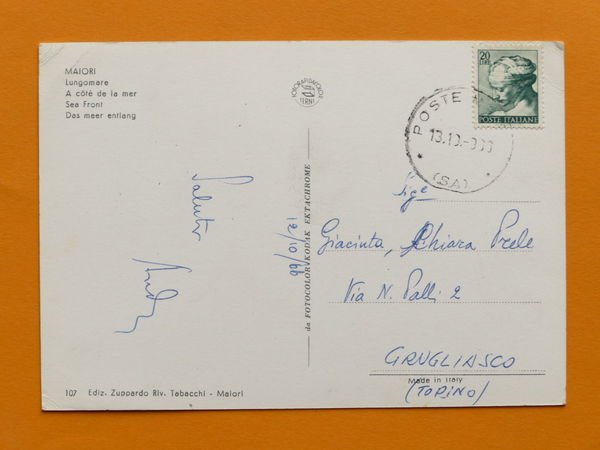 MAIORI
Lungomare
A côté de la mer
Sea Front
Das meer entlang
20
LIRE
POSTE ITALIANE
POSTE
13.10.
(SA)
TERNI
Saluti
12/10/66
da FOTOCOLOR KODAK EKTACHROME
Sig.e
Giacinta, Chiara Prele
Via N. Palli 2
GRUGLIASCO
Made in Italy
(TORINO)
107 Ediz. Zuppardo Riv. Tabacchi - Maiori